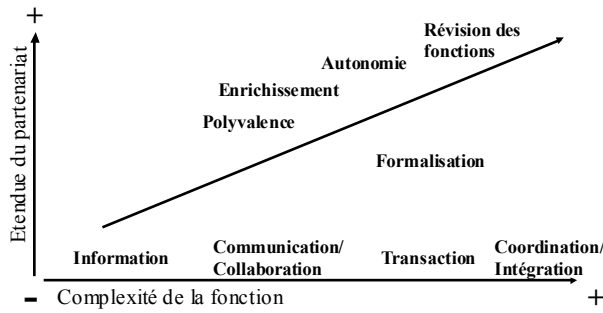 +
Révision des
fonctions
Autonomie
Enrichissement
Polyvalence
Formalisation
Etendue du partenariat
Information
Communication/
Collaboration
Transaction
Coordination/
Intégration
- Complexité de la fonction +